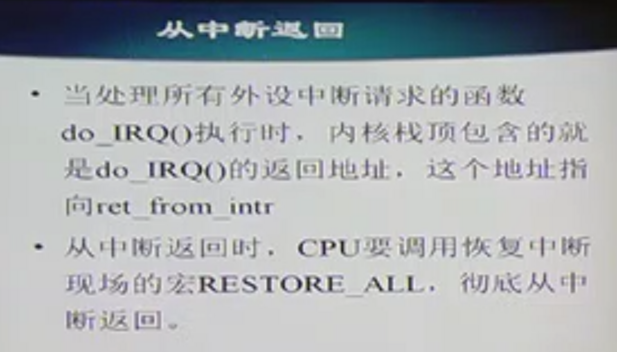 从中断返回
• 当处理所有外设中断请求的函数
do_IRQ()执行时，内核栈顶包含的就
是do_IRQ()的返回地址，这个地址指
向ret_from_intr
• 从中断返回时，CPU要调用恢复中断
现场的宏RESTORE_ALL，彻底从中
断返回。